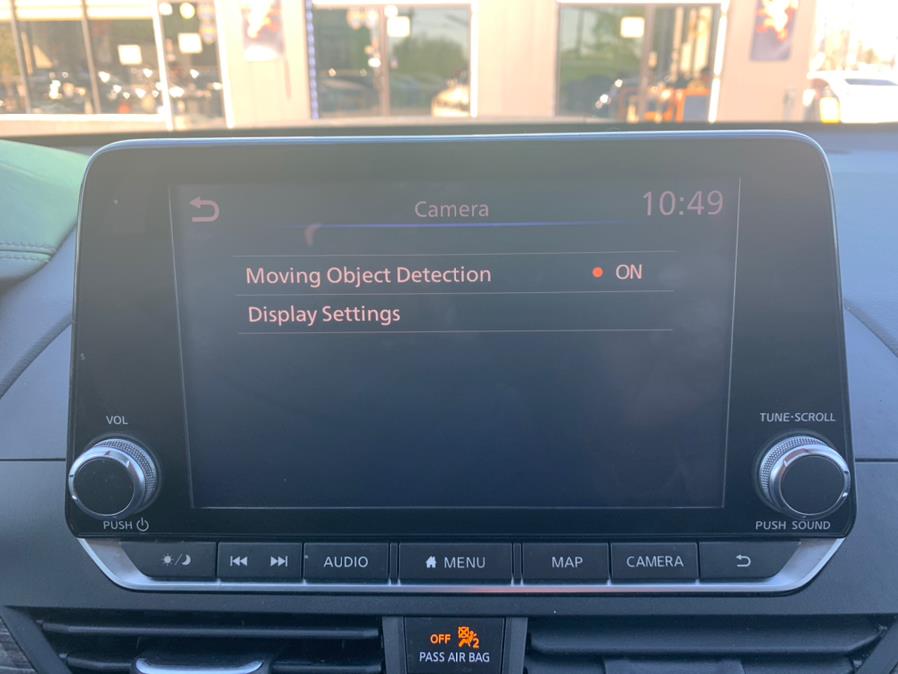 Camera
10:49
Moving Object Detection
ON
Display Settings
VOL
PUSH
TUNE·SCROLL
PUSH SOUND
AUDIO
MENU
MAP
CAMERA
OFF 2
PASS AIR BAG